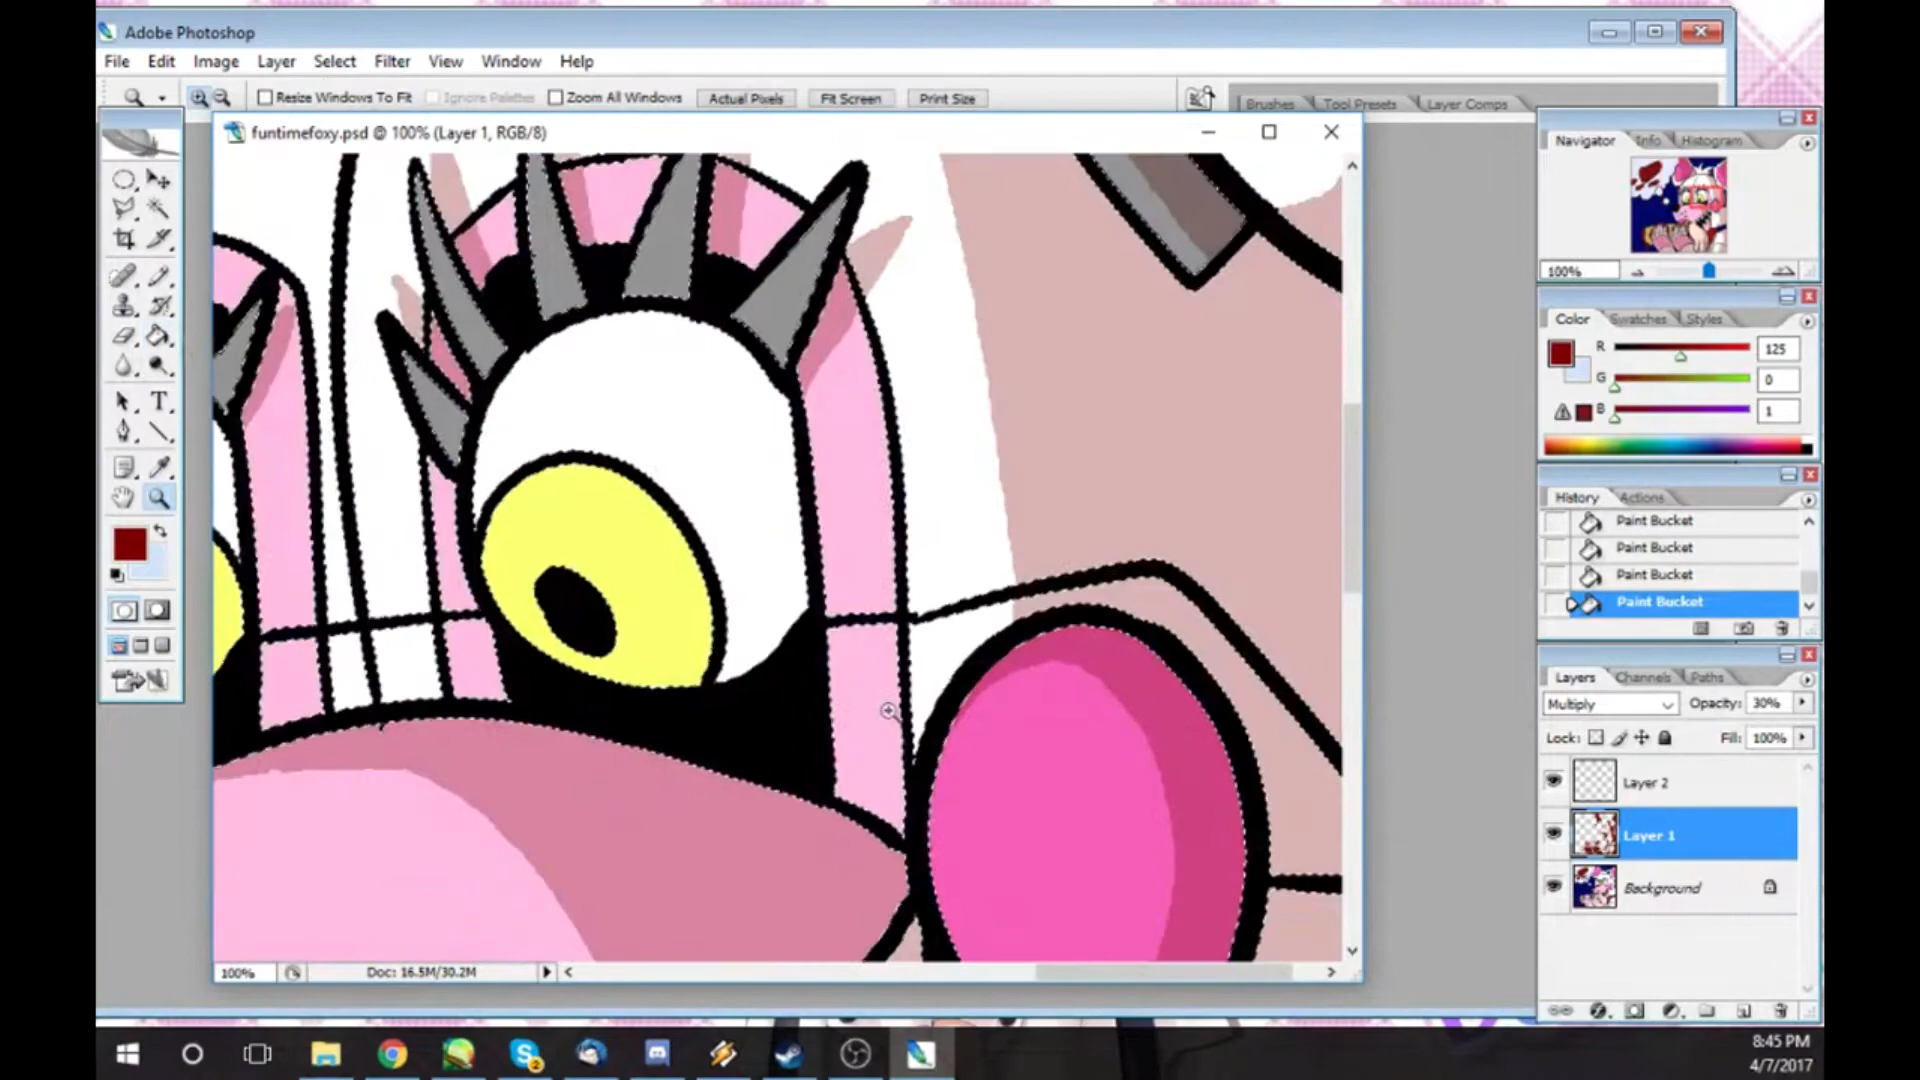 Adobe Photoshop
File Edit Image Layer Select Filter View Window Help
Resize Windows To Fit Ignore Palettes Zoom All Windows Actual Pixels Fit Screen Print Size
Brushes Tool Presets Layer Comps
funtimefoxy.psd @ 100% (Layer 1, RGB/8)
Navigator Info Histogram
100%
Color Swatches Styles
R 125
G 0
B 1
History Actions
Paint Bucket
Paint Bucket
Paint Bucket
Paint Bucket
Layers Channels Paths
Multiply Opacity: 30%
Lock: Fill: 100%
Layer 2
Layer 1
Background
100% Doc: 16.5M/30.2M
8:45 PM
4/7/2017